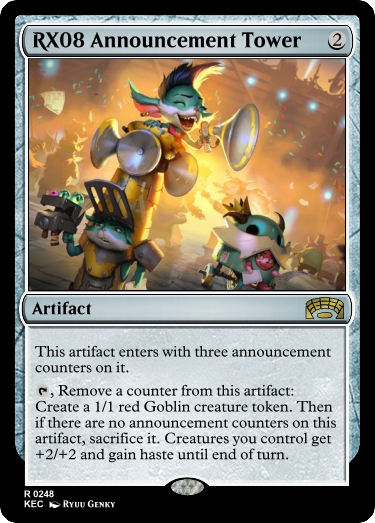 RX08 Announcement Tower 2
Artifact
This artifact enters with three announcement
counters on it.
, Remove a counter from this artifact:
Create a 1/1 red Goblin creature token. Then
if there are no announcement counters on this
artifact, sacrifice it. Creatures you control get
+2/+2 and gain haste until end of turn.
R 0248
KEC Ryuu Genky